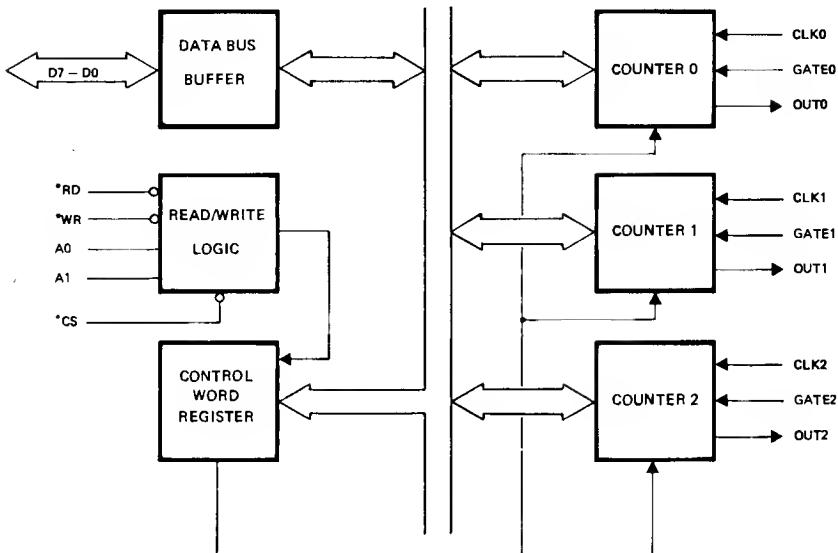 DATA BUS
BUFFER
D7 – D0
*RD
*WR
A0
A1
*CS
READ/WRITE
LOGIC
CONTROL
WORD
REGISTER
COUNTER 0
CLK0
GATE0
OUT0
COUNTER 1
CLK1
GATE1
OUT1
COUNTER 2
CLK2
GATE2
OUT2